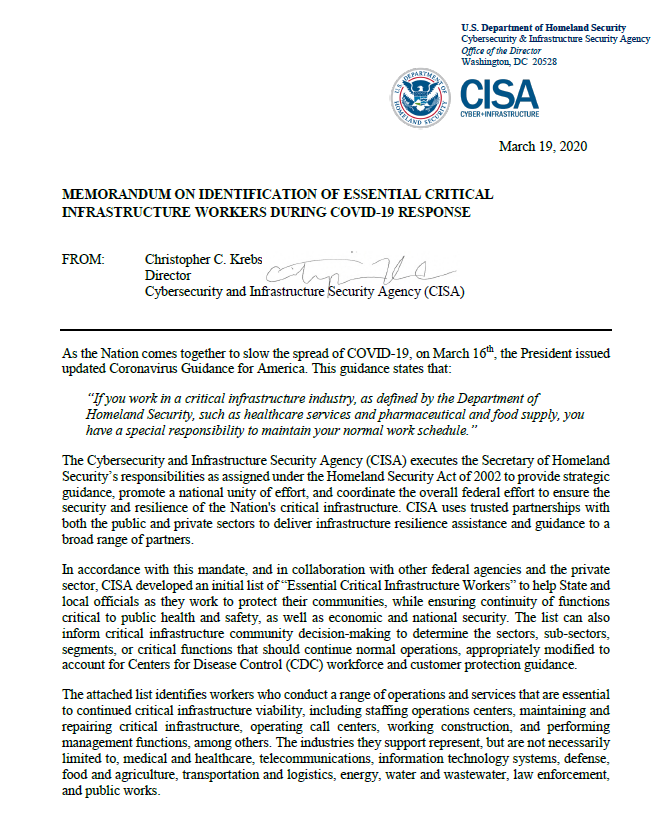 U.S. Department of Homeland Security
Cybersecurity & Infrastructure Security Agency
Office of the Director
Washington, DC 20528
U.S. DEPARTMENT OF HOMELAND SECURITY
CISA
CYBER+INFRASTRUCTURE
March 19, 2020
MEMORANDUM ON IDENTIFICATION OF ESSENTIAL CRITICAL
INFRASTRUCTURE WORKERS DURING COVID-19 RESPONSE
FROM: Christopher C. Krebs
Director
Cybersecurity and Infrastructure Security Agency (CISA)
As the Nation comes together to slow the spread of COVID-19, on March 16th, the President issued
updated Coronavirus Guidance for America. This guidance states that:
“If you work in a critical infrastructure industry, as defined by the Department of
Homeland Security, such as healthcare services and pharmaceutical and food supply, you
have a special responsibility to maintain your normal work schedule.”
The Cybersecurity and Infrastructure Security Agency (CISA) executes the Secretary of Homeland
Security’s responsibilities as assigned under the Homeland Security Act of 2002 to provide strategic
guidance, promote a national unity of effort, and coordinate the overall federal effort to ensure the
security and resilience of the Nation's critical infrastructure. CISA uses trusted partnerships with
both the public and private sectors to deliver infrastructure resilience assistance and guidance to a
broad range of partners.
In accordance with this mandate, and in collaboration with other federal agencies and the private
sector, CISA developed an initial list of “Essential Critical Infrastructure Workers” to help State and
local officials as they work to protect their communities, while ensuring continuity of functions
critical to public health and safety, as well as economic and national security. The list can also
inform critical infrastructure community decision-making to determine the sectors, sub-sectors,
segments, or critical functions that should continue normal operations, appropriately modified to
account for Centers for Disease Control (CDC) workforce and customer protection guidance.
The attached list identifies workers who conduct a range of operations and services that are essential
to continued critical infrastructure viability, including staffing operations centers, maintaining and
repairing critical infrastructure, operating call centers, working construction, and performing
management functions, among others. The industries they support represent, but are not necessarily
limited to, medical and healthcare, telecommunications, information technology systems, defense,
food and agriculture, transportation and logistics, energy, water and wastewater, law enforcement,
and public works.